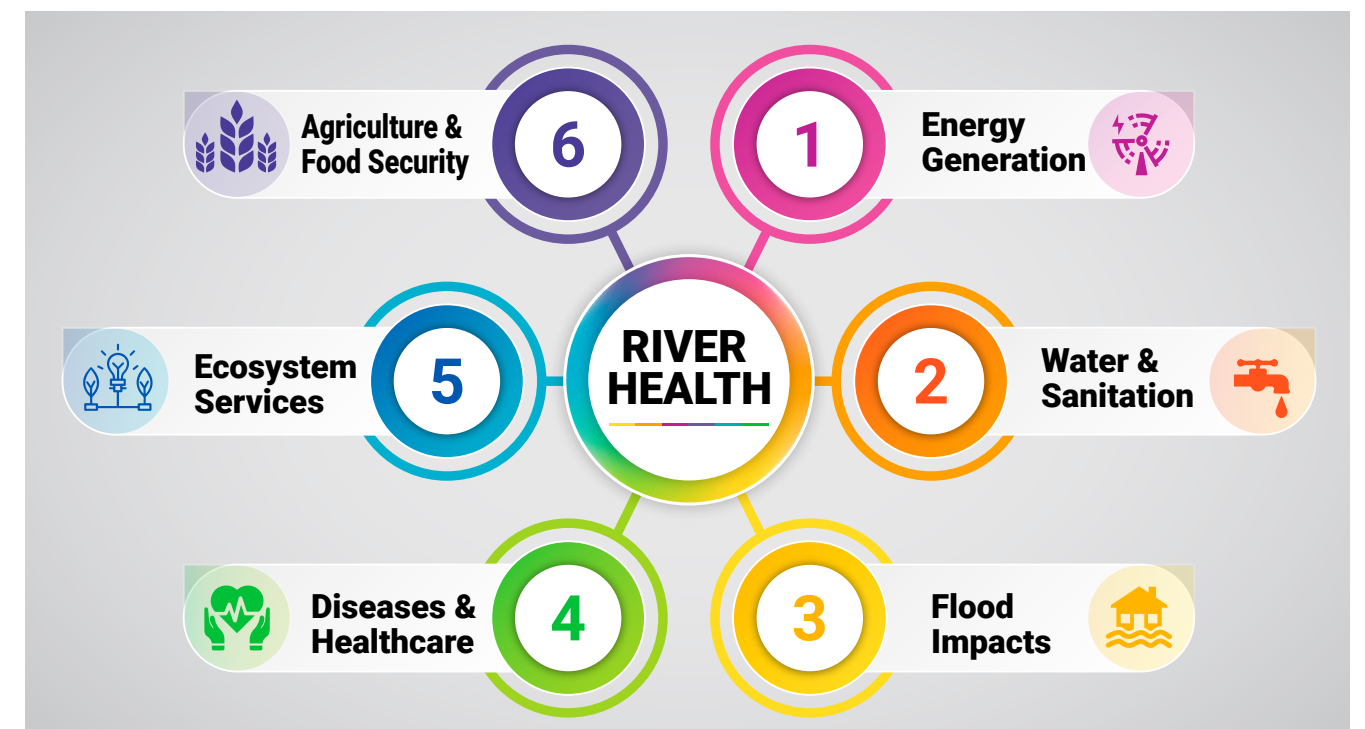 RIVER
HEALTH
1
Energy
Generation
2
Water &
Sanitation
3
Flood
Impacts
4
Diseases &
Healthcare
5
Ecosystem
Services
6
Agriculture &
Food Security